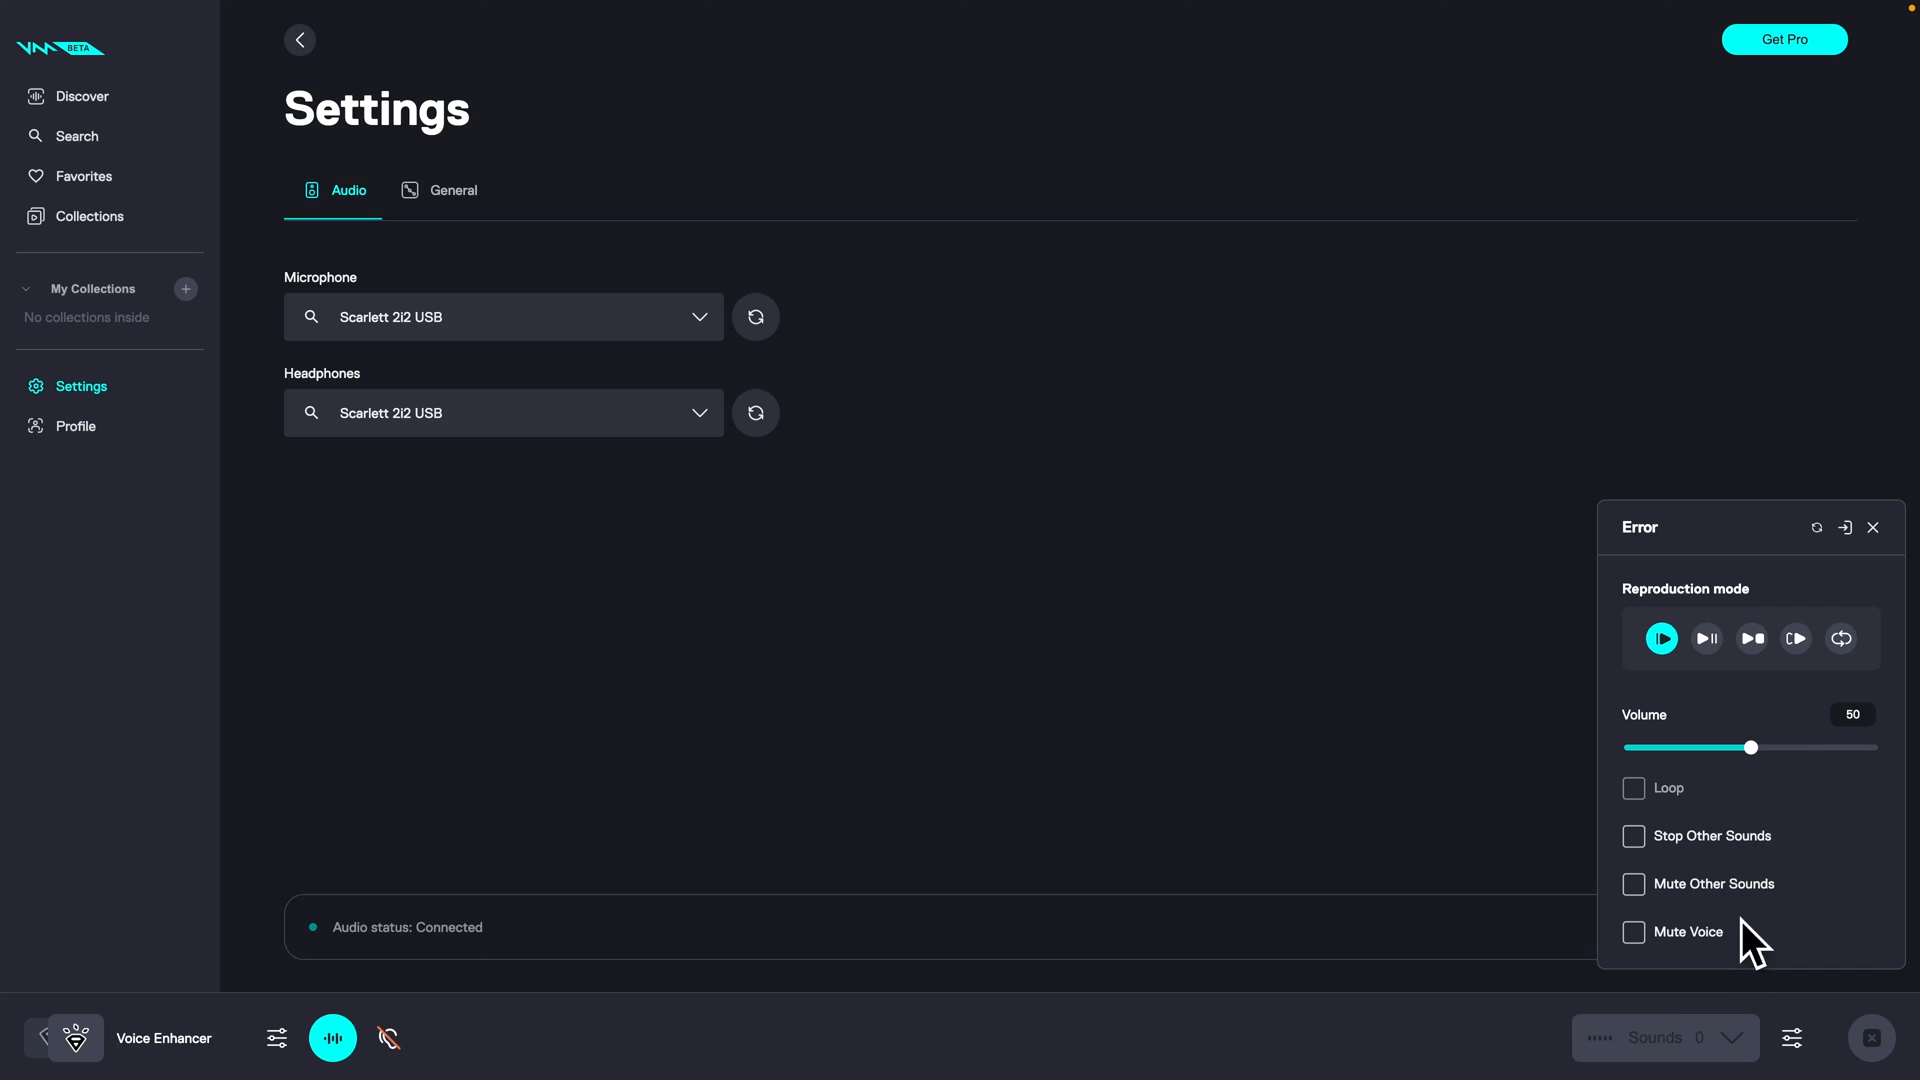 BETA
Get Pro
Discover
Search
Favorites
Collections
My Collections
No collections inside
Settings
Profile
Settings
Audio
General
Microphone
Scarlett 2i2 USB
Headphones
Scarlett 2i2 USB
Audio status: Connected
Error
Reproduction mode
Volume 50
Loop
Stop Other Sounds
Mute Other Sounds
Mute Voice
Voice Enhancer
Sounds 0